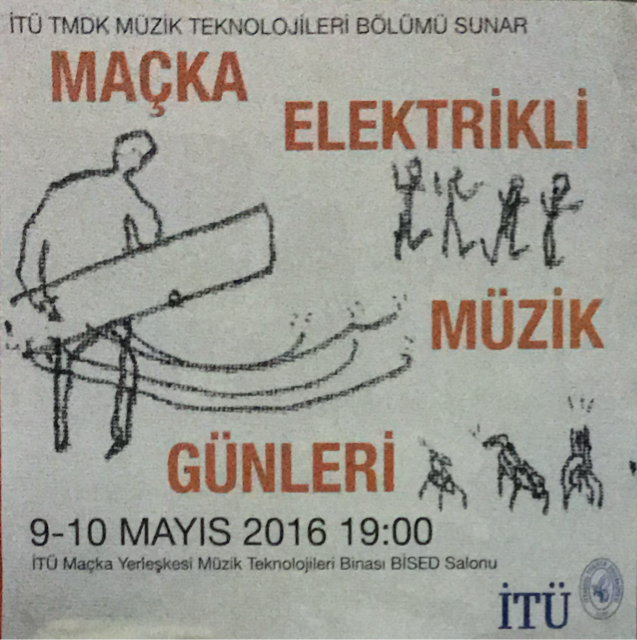 İTÜ TMDK MÜZİK TEKNOLOJİLERİ BÖLÜMÜ SUNAR
MAÇKA
ELEKTRİKLİ
MÜZİK
GÜNLERİ
9-10 MAYIS 2016 19:00
İTÜ Maçka Yerleşkesi Müzik Teknolojileri Binası BİSED Salonu
İTÜ